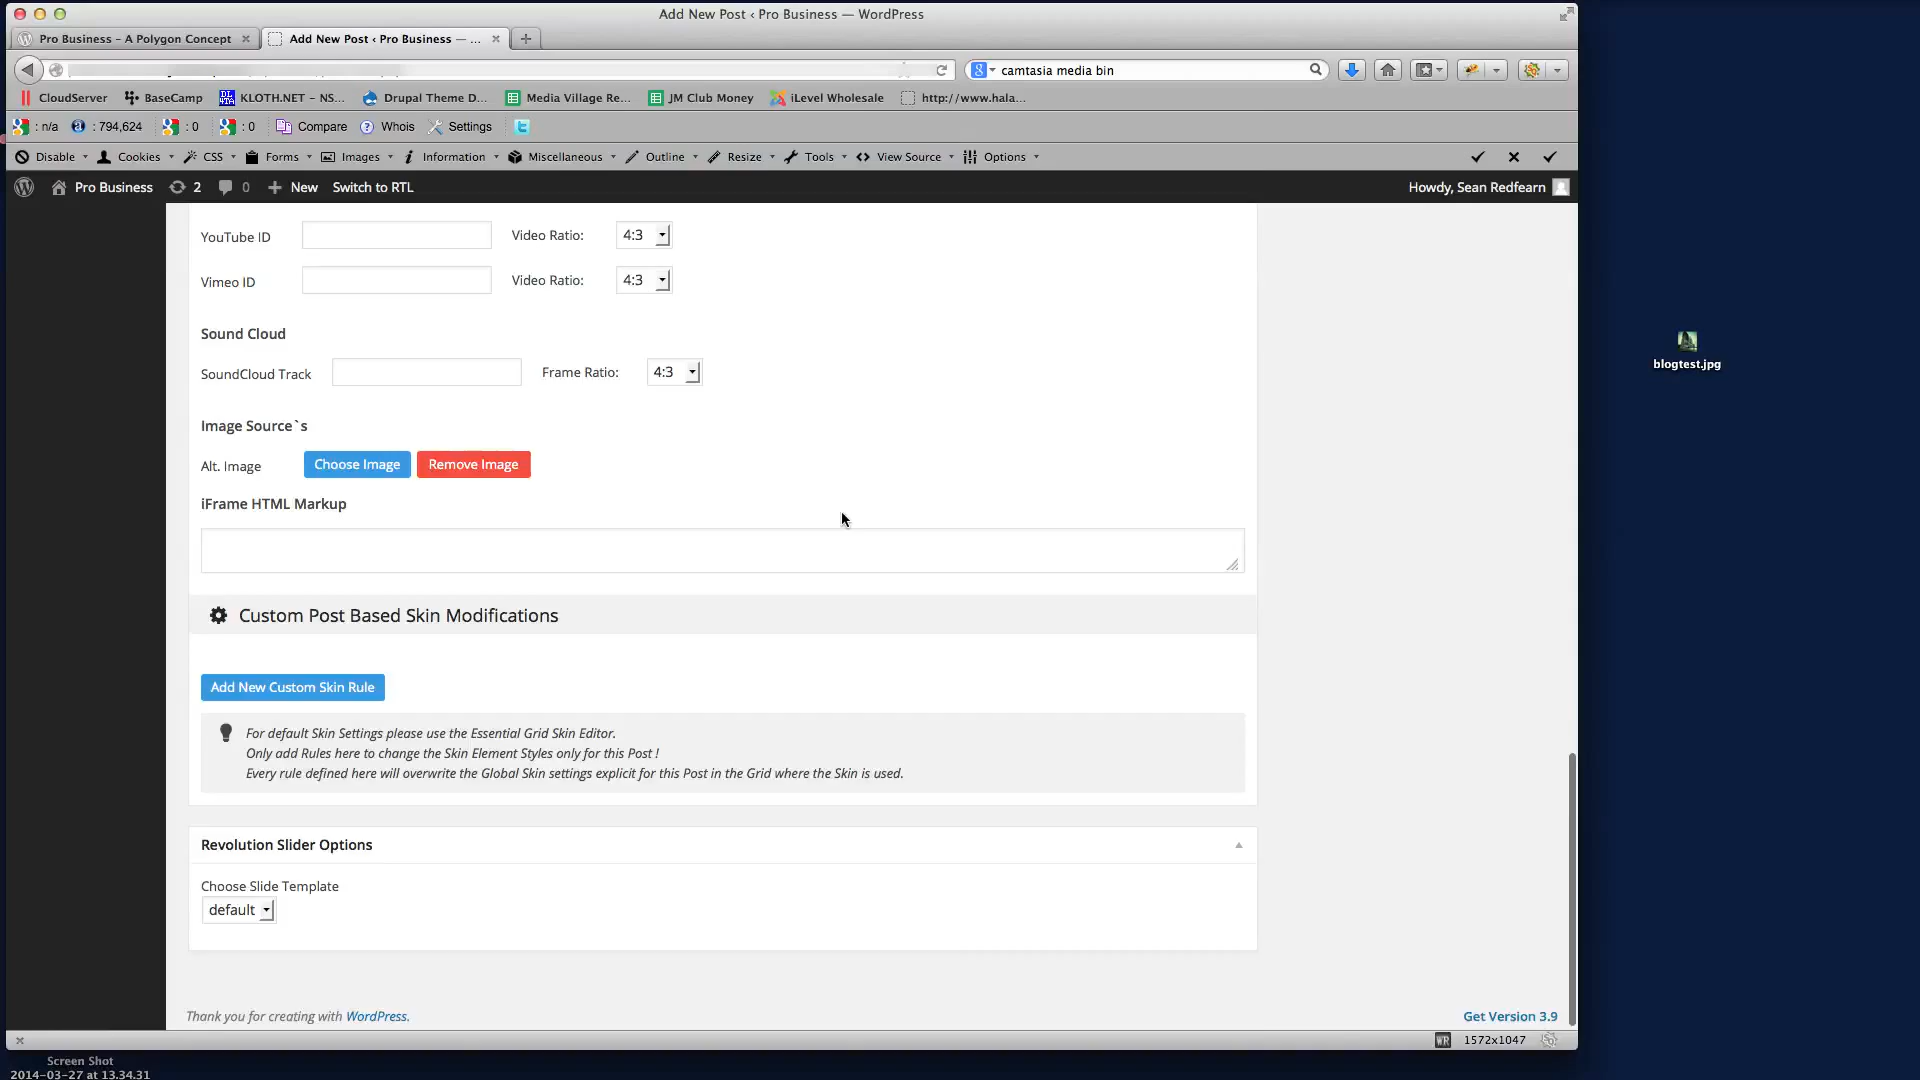 Add New Post ‹ Pro Business — WordPress
Pro Business – A Polygon Concept
Add New Post ‹ Pro Business — ...
camtasia media bin
CloudServer
BaseCamp
KLOTH.NET – NS...
Drupal Theme D...
Media Village Re...
JM Club Money
iLevel Wholesale
http://www.hala...
: n/a
: 794,624
: 0
: 0
Compare
Whois
Settings
Disable
Cookies
CSS
Forms
Images
Information
Miscellaneous
Outline
Resize
Tools
View Source
Options
Pro Business
2
0
New
Switch to RTL
Howdy, Sean Redfearn
YouTube ID
Video Ratio:
4:3
Vimeo ID
Video Ratio:
4:3
Sound Cloud
SoundCloud Track
Frame Ratio:
4:3
Image Source`s
Alt. Image
Choose Image
Remove Image
iFrame HTML Markup
Custom Post Based Skin Modifications
Add New Custom Skin Rule
For default Skin Settings please use the Essential Grid Skin Editor.
Only add Rules here to change the Skin Element Styles only for this Post !
Every rule defined here will overwrite the Global Skin settings explicit for this Post in the Grid where the Skin is used.
Revolution Slider Options
Choose Slide Template
default
Thank you for creating with WordPress.
Get Version 3.9
1572x1047
blogtest.jpg
Screen Shot
2014-03-27 at 13.34.31